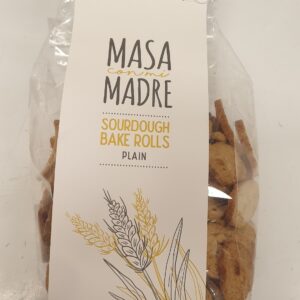 MASA
con mi
MADRE
SOURDOUGH
BAKE ROLLS
PLAIN